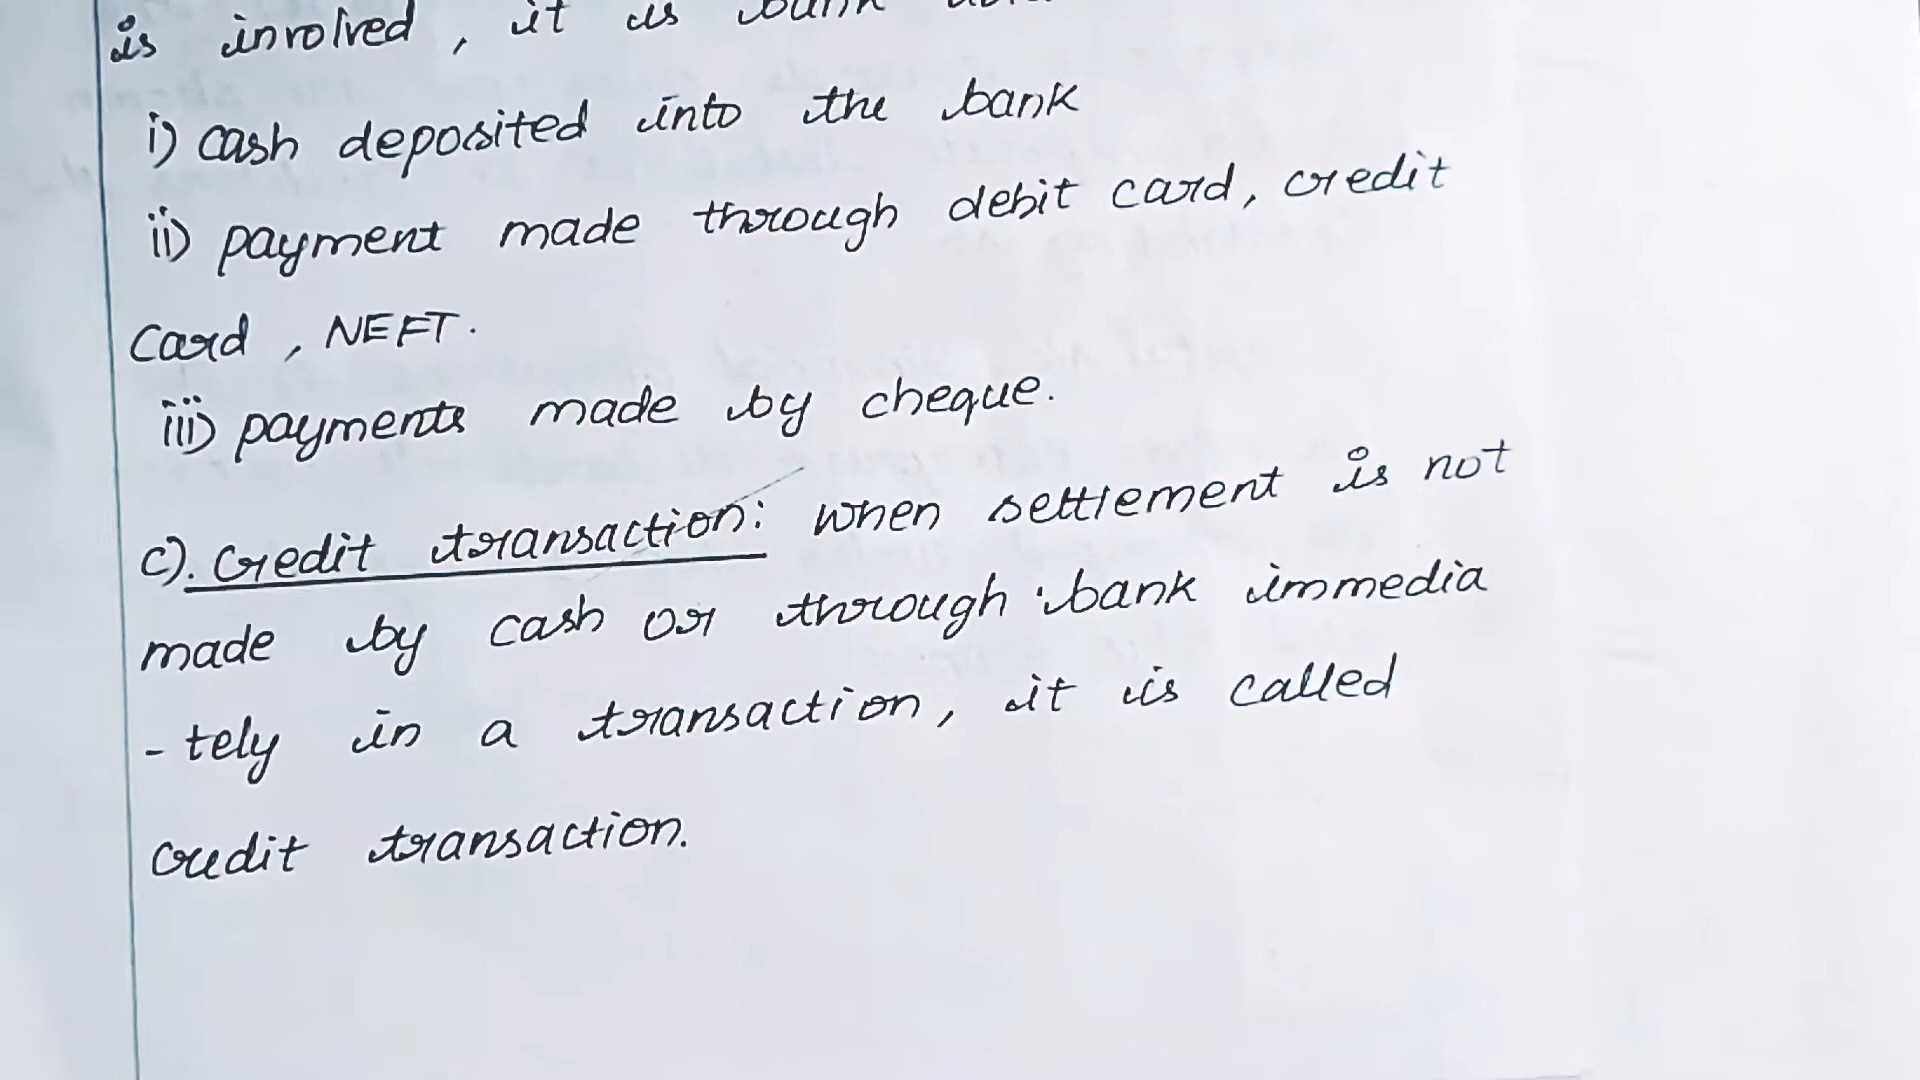 is involved, it is bank
i) cash deposited into the bank
ii) payment made through debit card, credit
card, NEFT.
iii) payments made by cheque.
c). Credit transaction: when settlement is not
made by cash or through bank immedia
- tely in a transaction, it is called
credit transaction.